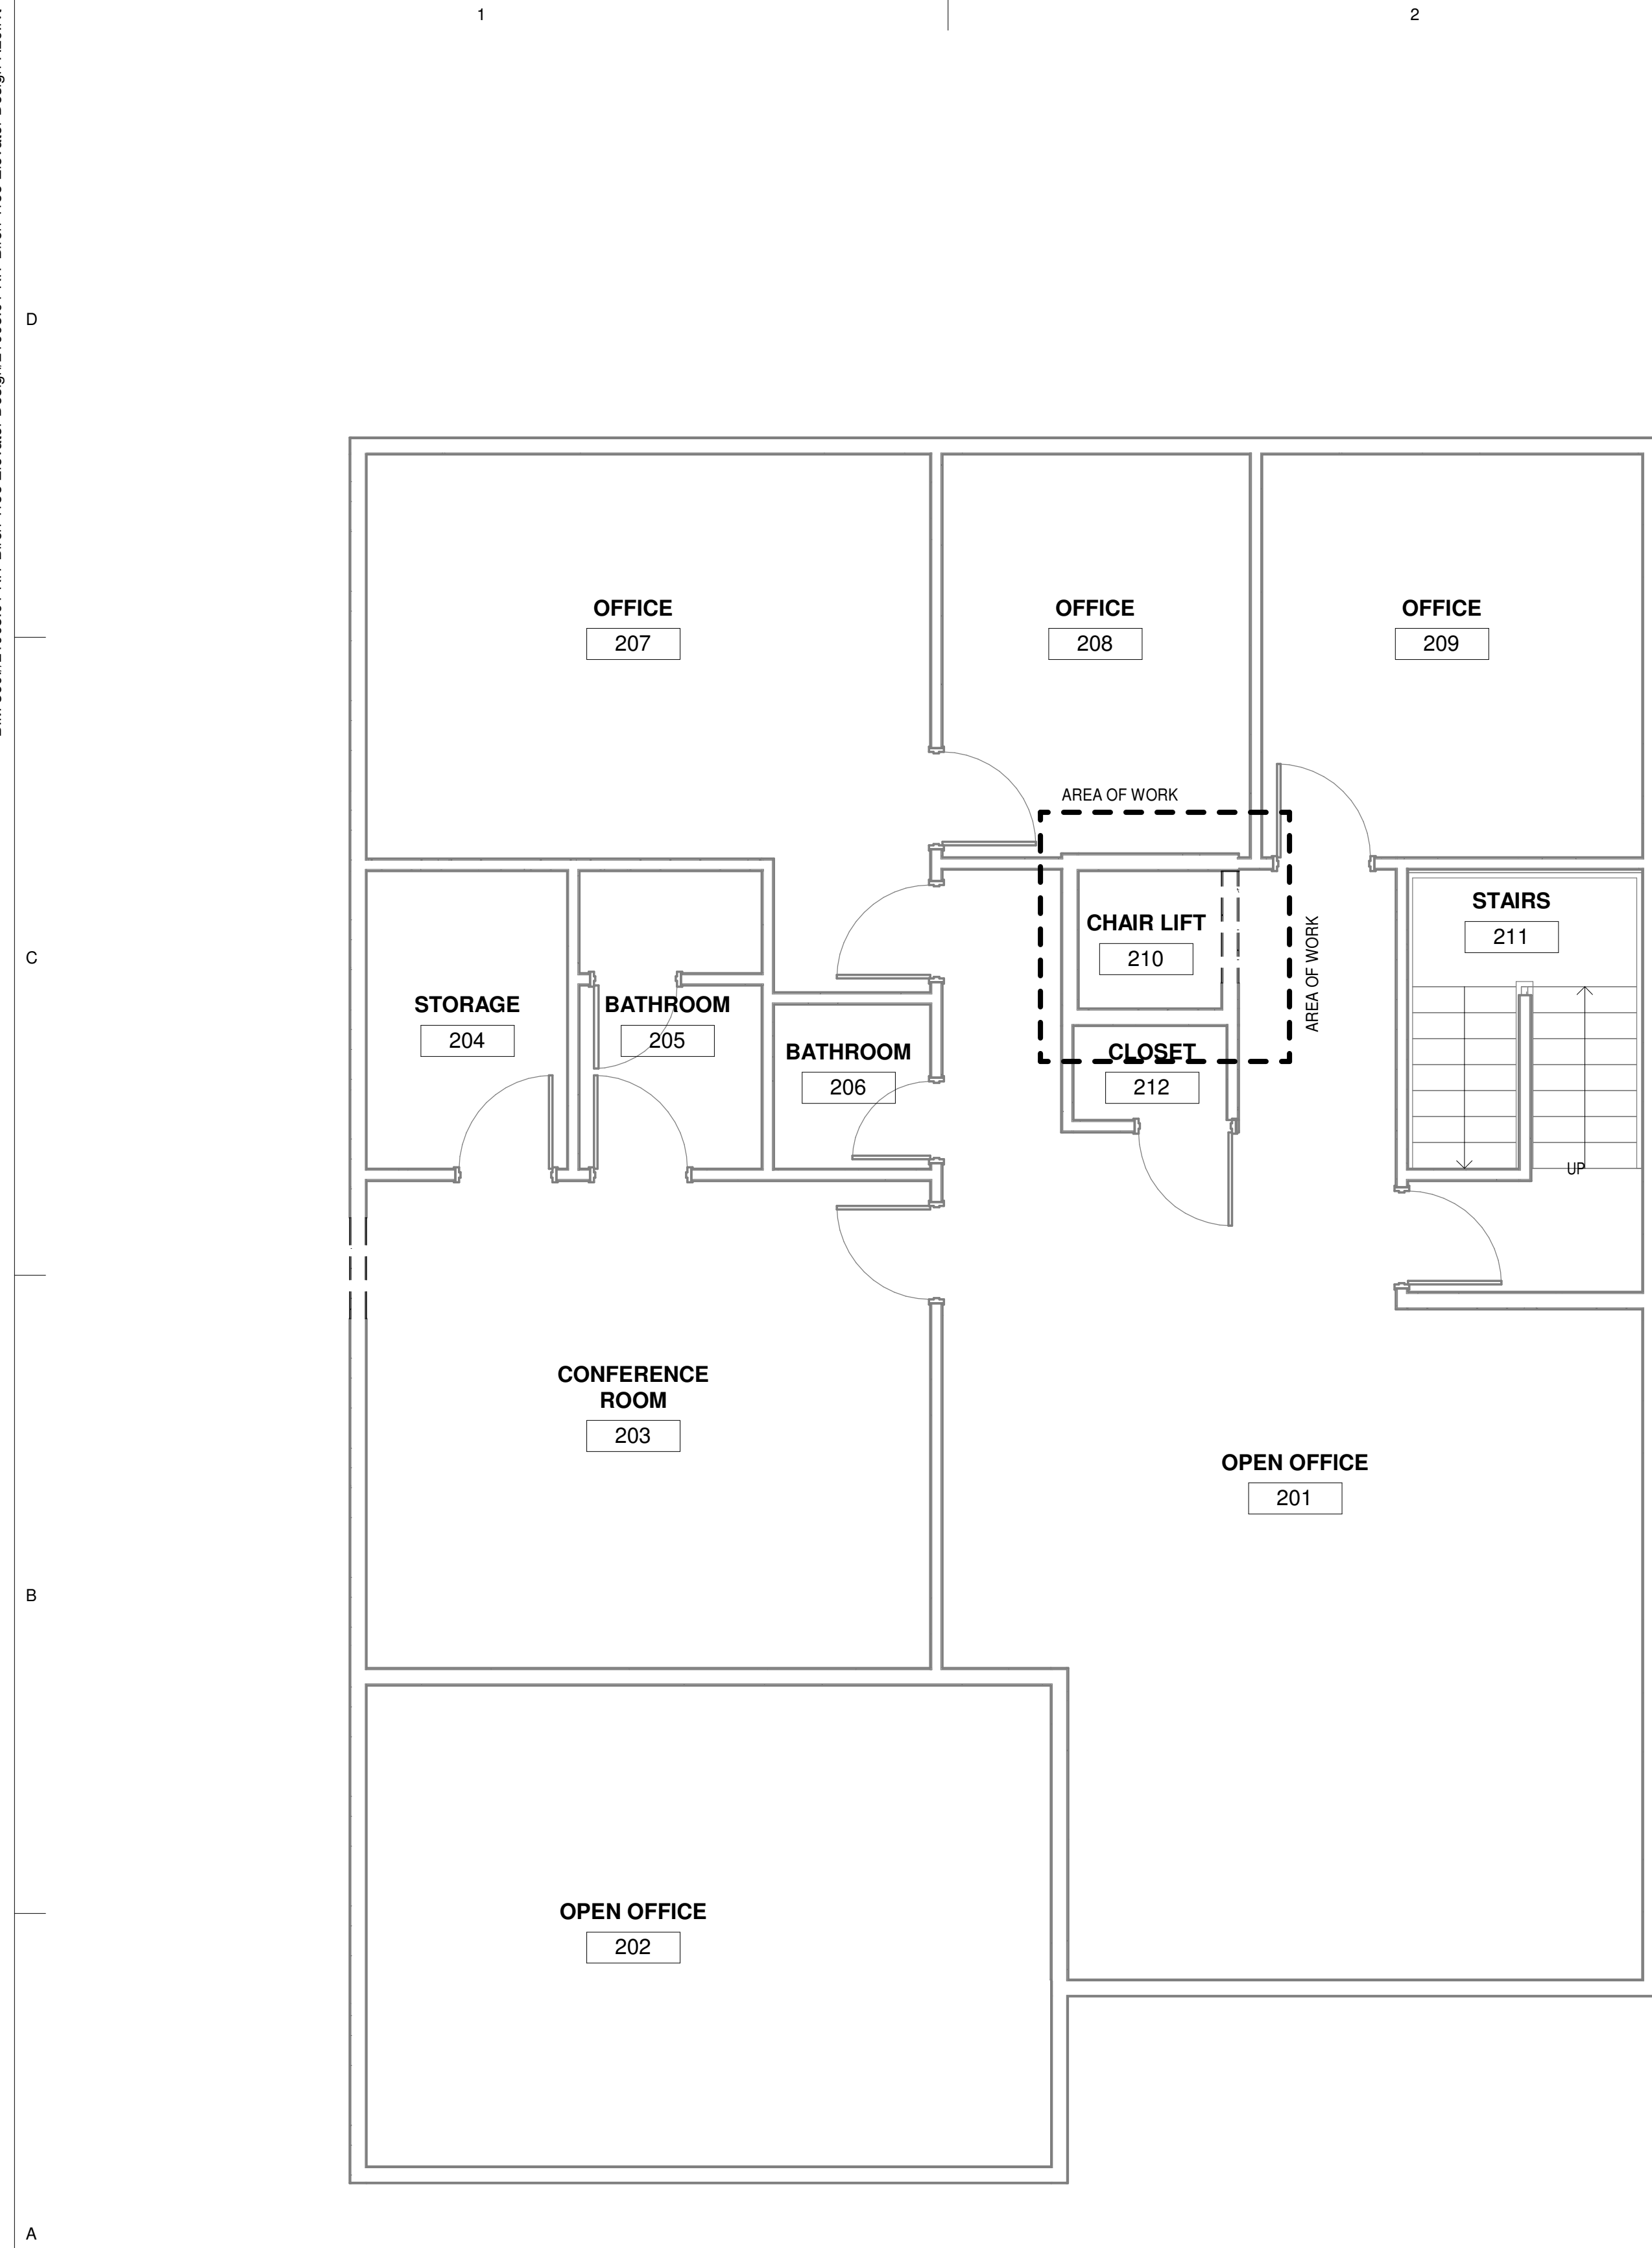 1
2
D
OFFICE
207
OFFICE
208
OFFICE
209
AREA OF WORK
STAIRS
211
CHAIR LIFT
210
AREA OF WORK
C
STORAGE
204
BATHROOM
205
BATHROOM
206
CLOSET
212
UP
CONFERENCE
ROOM
203
OPEN OFFICE
201
B
OPEN OFFICE
202
A